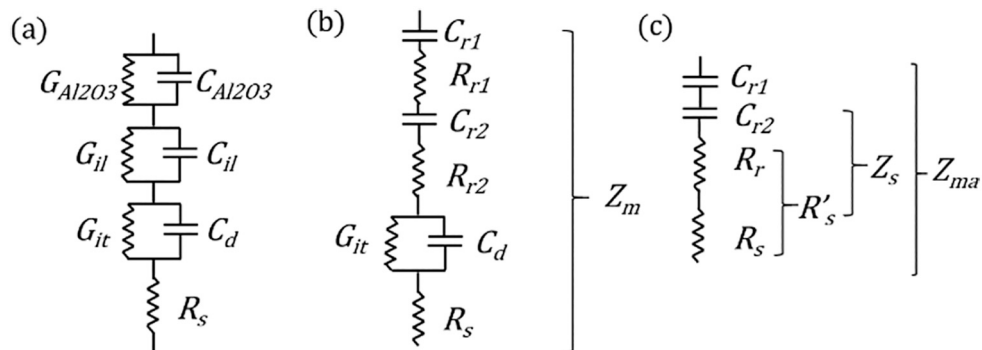 (a)
G_Al2O3 C_Al2O3
G_il C_il
G_it C_d
R_s
(b)
C_r1
R_r1
C_r2
R_r2
G_it C_d
R_s
Z_m
(c)
C_r1
C_r2
R_r
R_s
R'_s
Z_s
Z_ma